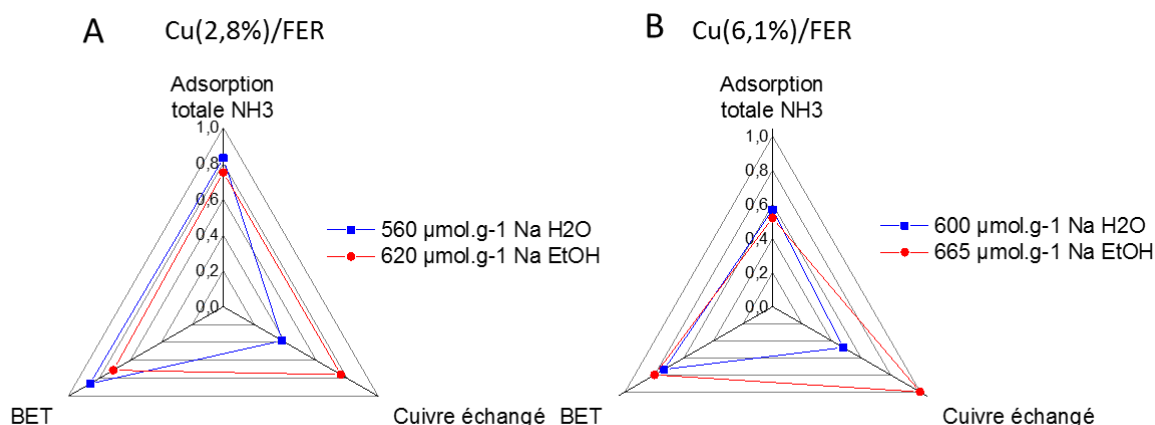 A
Cu(2,8%)/FER
Adsorption
totale NH3
1,0
0,8
0,6
0,4
0,2
0,0
560 µmol.g-1 Na H2O
620 µmol.g-1 Na EtOH
BET
Cuivre échangé
B
Cu(6,1%)/FER
Adsorption
totale NH3
1,0
0,8
0,6
0,4
0,2
0,0
600 µmol.g-1 Na H2O
665 µmol.g-1 Na EtOH
BET
Cuivre échangé